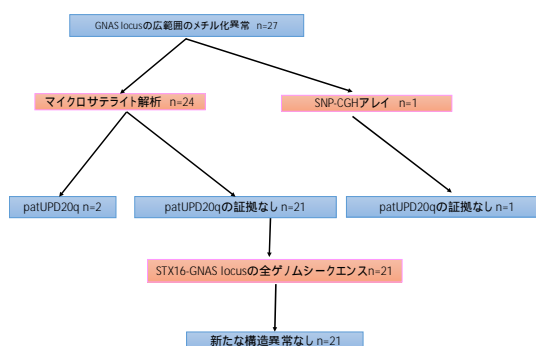 GNAS locusの広範囲のメチル化異常 n=27
マイクロサテライト解析 n=24
SNP-CGHアレイ n=1
patUPD20q n=2
patUPD20qの証拠なし n=21
patUPD20qの証拠なし n=1
STX16-GNAS locusの全ゲノムシークエンスn=21
新たな構造異常なし n=21